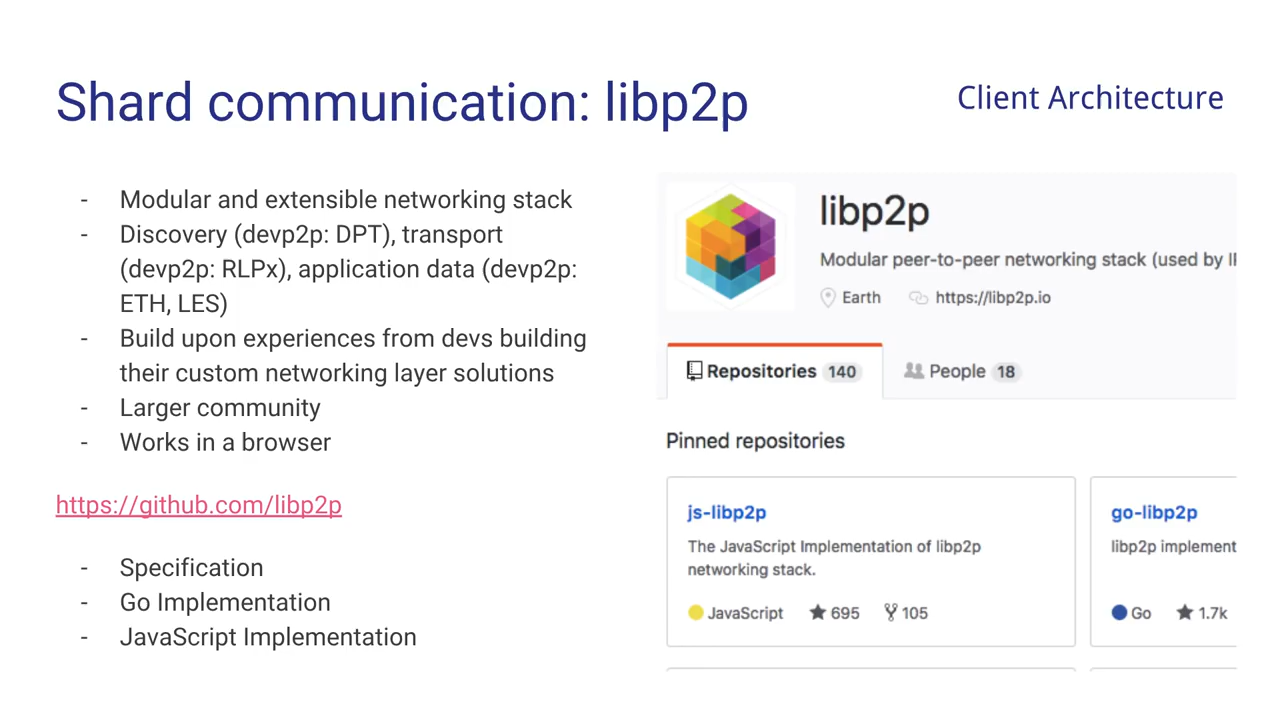 Shard communication: libp2p
Client Architecture
- Modular and extensible networking stack
- Discovery (devp2p: DPT), transport
(devp2p: RLPx), application data (devp2p:
ETH, LES)
- Build upon experiences from devs building
their custom networking layer solutions
- Larger community
- Works in a browser
https://github.com/libp2p
- Specification
- Go Implementation
- JavaScript Implementation
libp2p
Modular peer-to-peer networking stack (used by
Earth https://libp2p.io
Repositories 140 People 18
Pinned repositories
js-libp2p
The JavaScript Implementation of libp2p
networking stack.
JavaScript 695 105
go-libp2p
libp2p implement
Go 1.7k